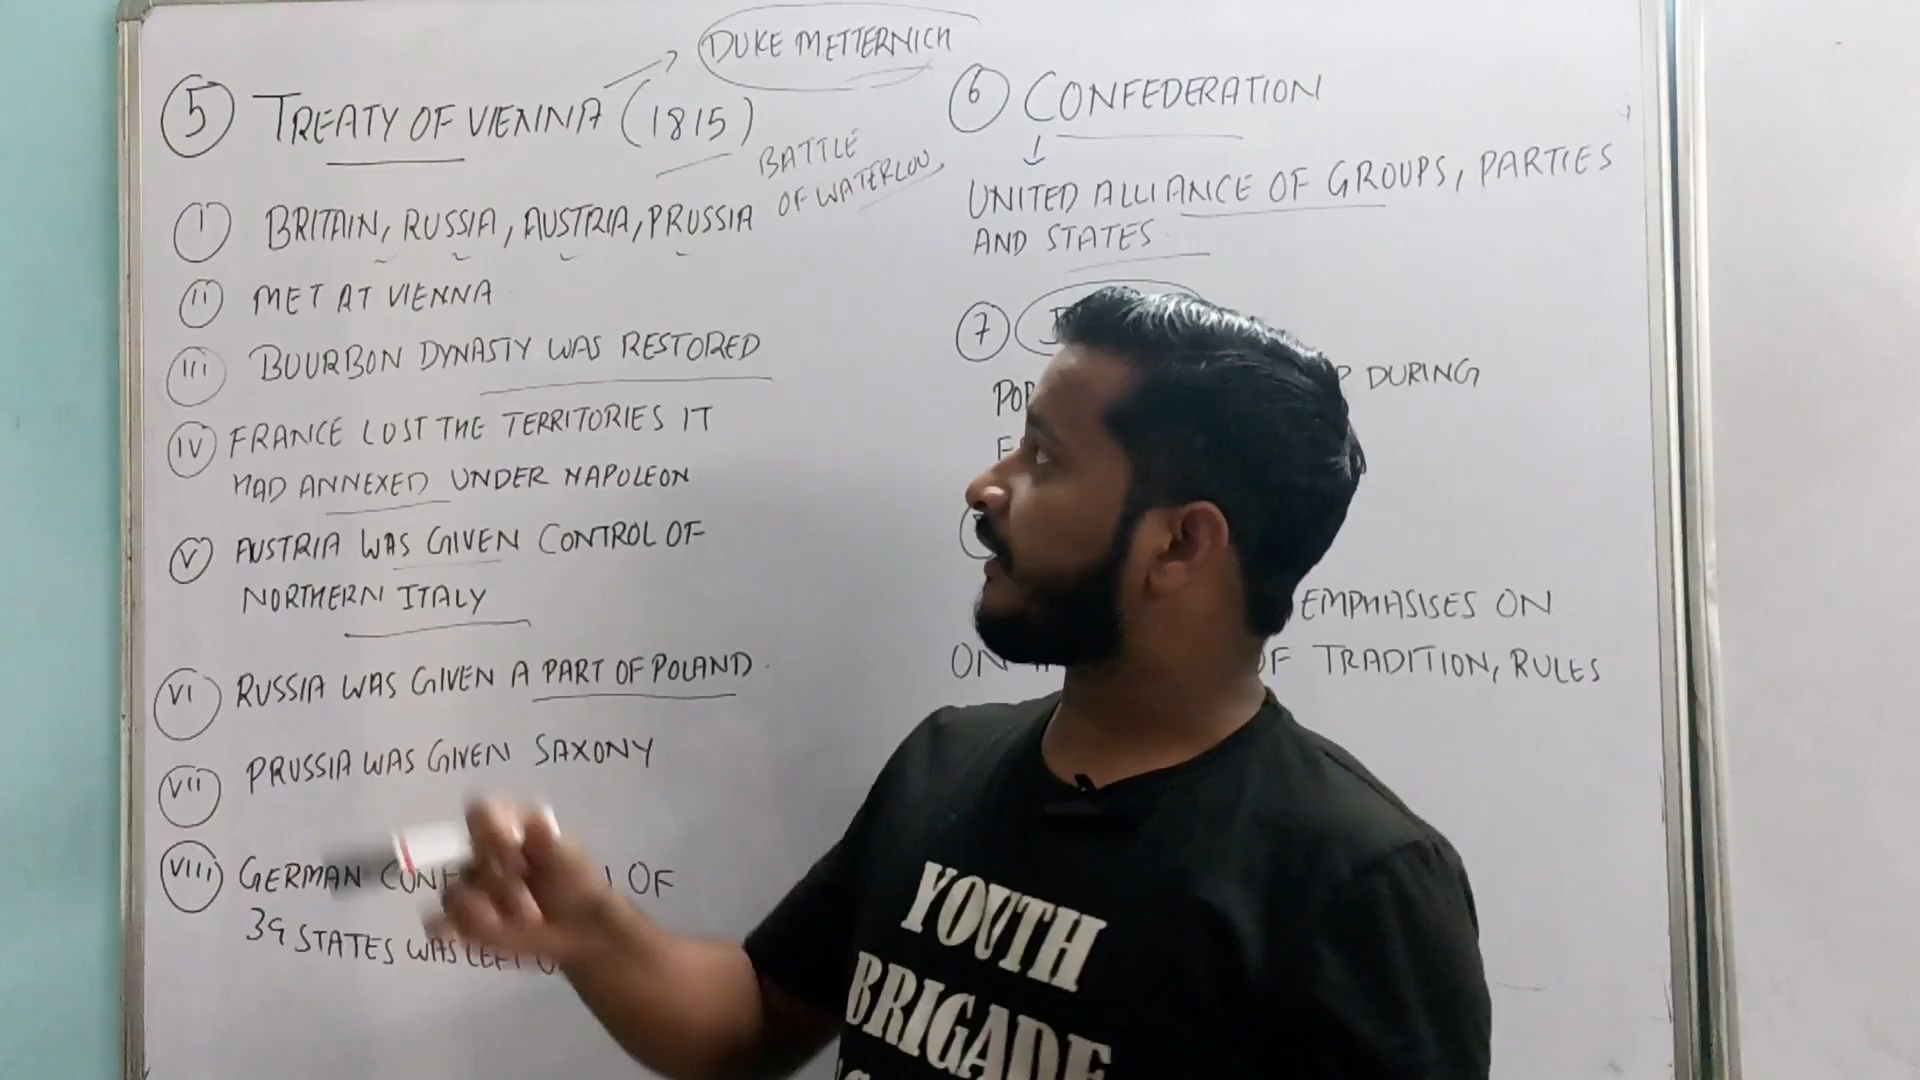 DUKE METTERNICH
5 TREATY OF VIENNA (1815)
BATTLE
OF WATERLOO
I BRITAIN, RUSSIA, AUSTRIA, PRUSSIA
II MET AT VIENNA
III BOURBON DYNASTY WAS RESTORED
IV FRANCE LOST THE TERRITORIES IT
HAD ANNEXED UNDER NAPOLEON
V AUSTRIA WAS GIVEN CONTROL OF
NORTHERN ITALY
VI RUSSIA WAS GIVEN A PART OF POLAND.
VII PRUSSIA WAS GIVEN SAXONY
VIII GERMAN OF
39 STATES WAS LEFT
6 CONFEDERATION
UNITED ALLIANCE OF GROUPS, PARTIES
AND STATES
7
DURING
EMPHASISES ON
ON OF TRADITION, RULES
YOUTH
BRIGADE